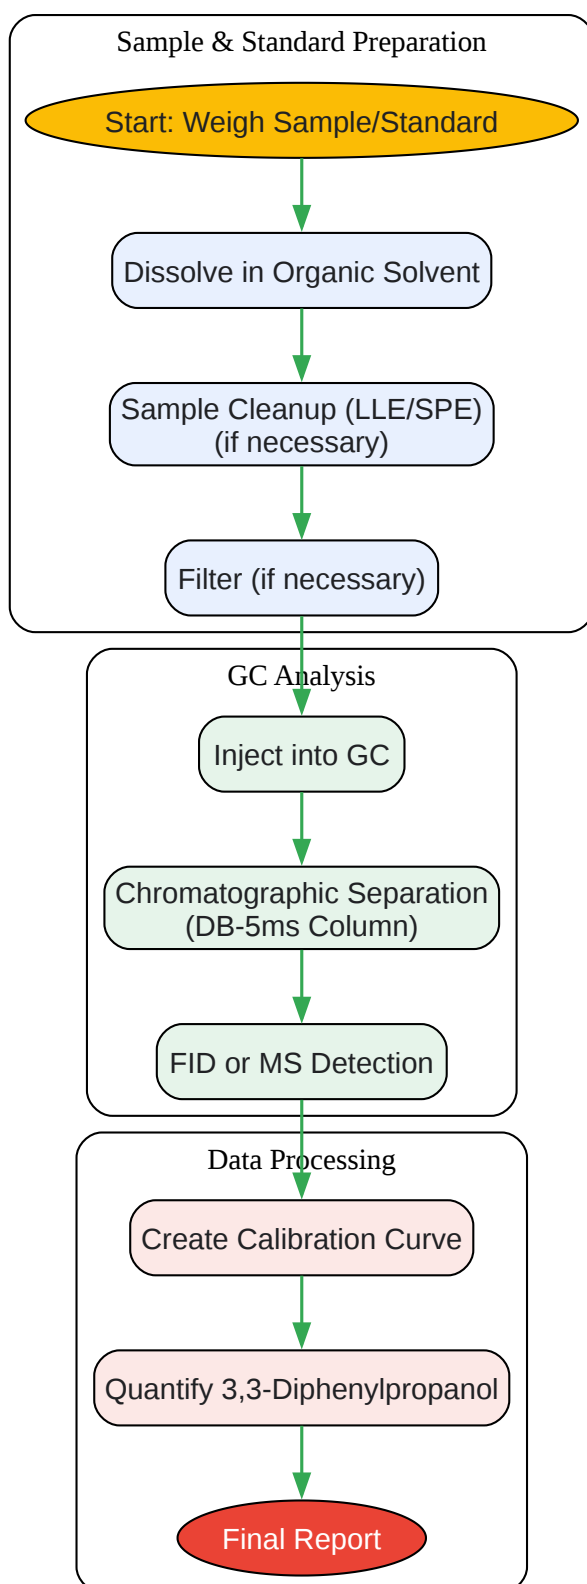 Sample & Standard Preparation
Start: Weigh Sample/Standard
Dissolve in Organic Solvent
Sample Cleanup (LLE/SPE)
(if necessary)
Filter (if necessary)
GC Analysis
Inject into GC
Chromatographic Separation
(DB-5ms Column)
FID or MS Detection
Data Processing
Create Calibration Curve
Quantify 3,3-Diphenylpropanol
Final Report